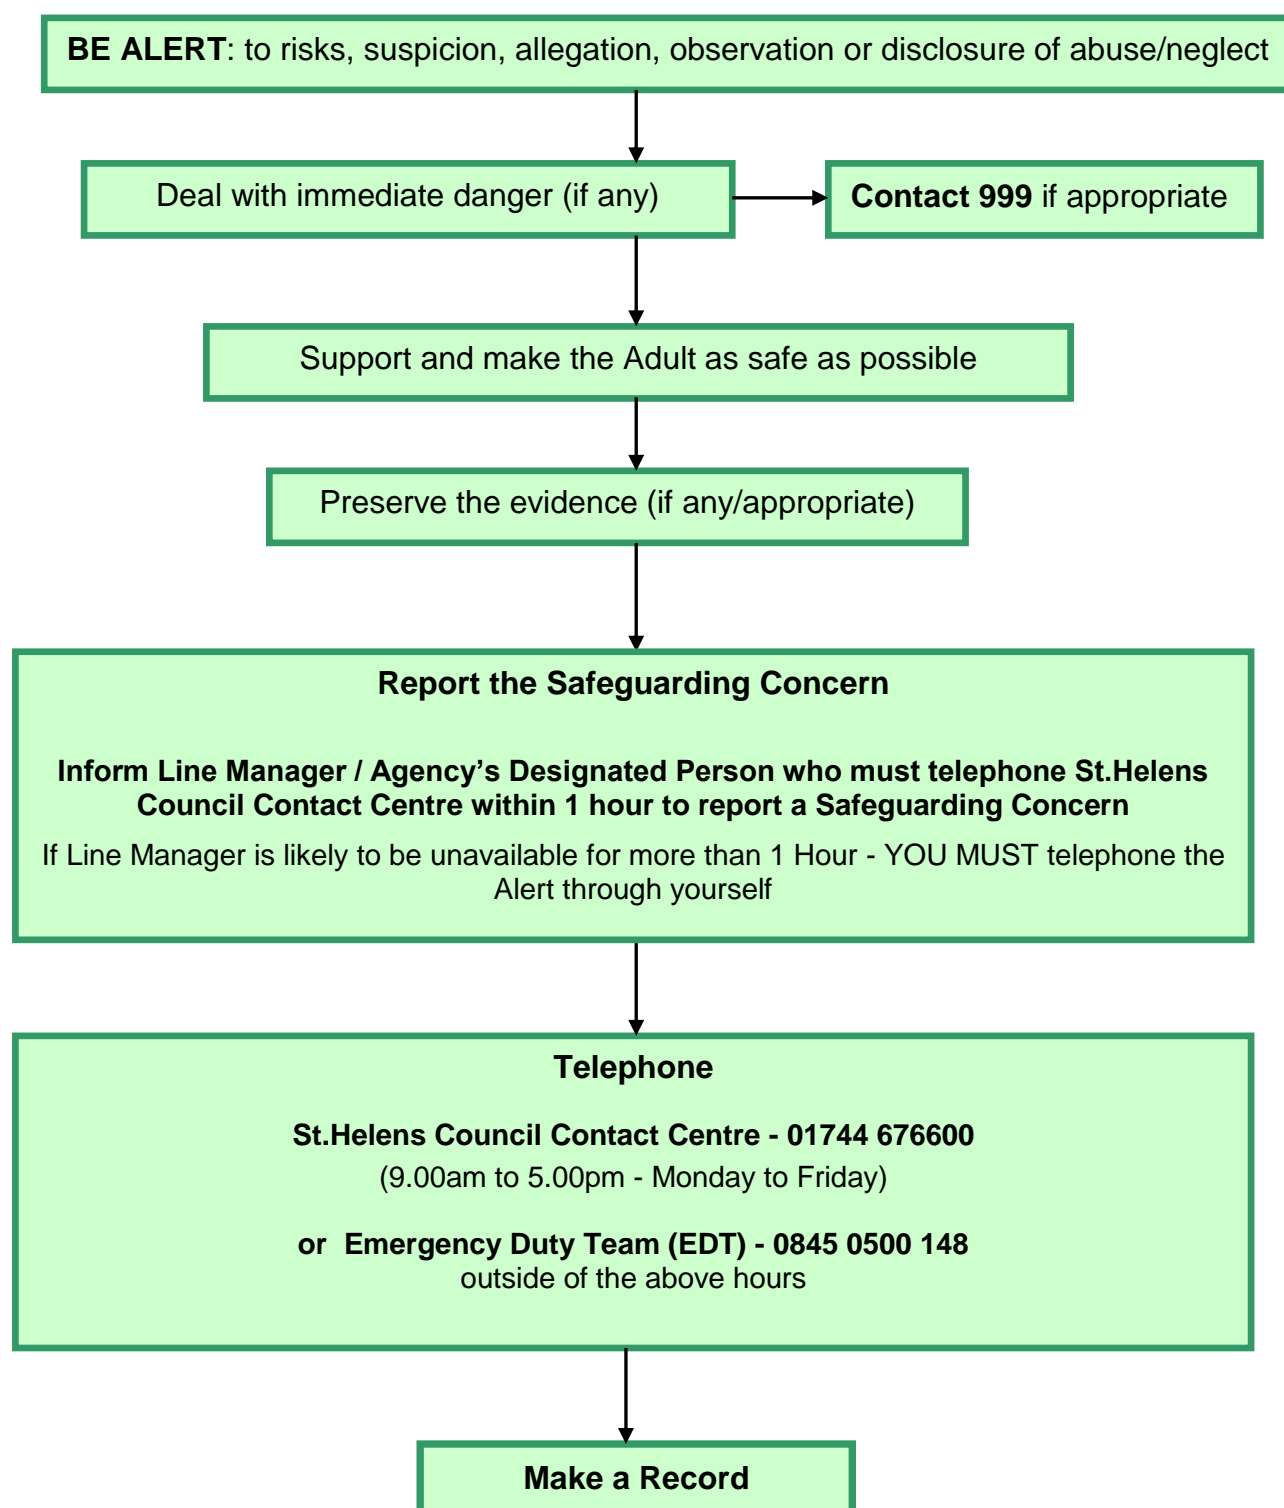 BE ALERT: to risks, suspicion, allegation, observation or disclosure of abuse/neglect
Deal with immediate danger (if any)
Contact 999 if appropriate
Support and make the Adult as safe as possible
Preserve the evidence (if any/appropriate)
Report the Safeguarding Concern
Inform Line Manager / Agency’s Designated Person who must telephone St.Helens
Council Contact Centre within 1 hour to report a Safeguarding Concern
If Line Manager is likely to be unavailable for more than 1 Hour - YOU MUST telephone the
Alert through yourself
Telephone
St.Helens Council Contact Centre - 01744 676600
(9.00am to 5.00pm - Monday to Friday)
or Emergency Duty Team (EDT) - 0845 0500 148
outside of the above hours
Make a Record